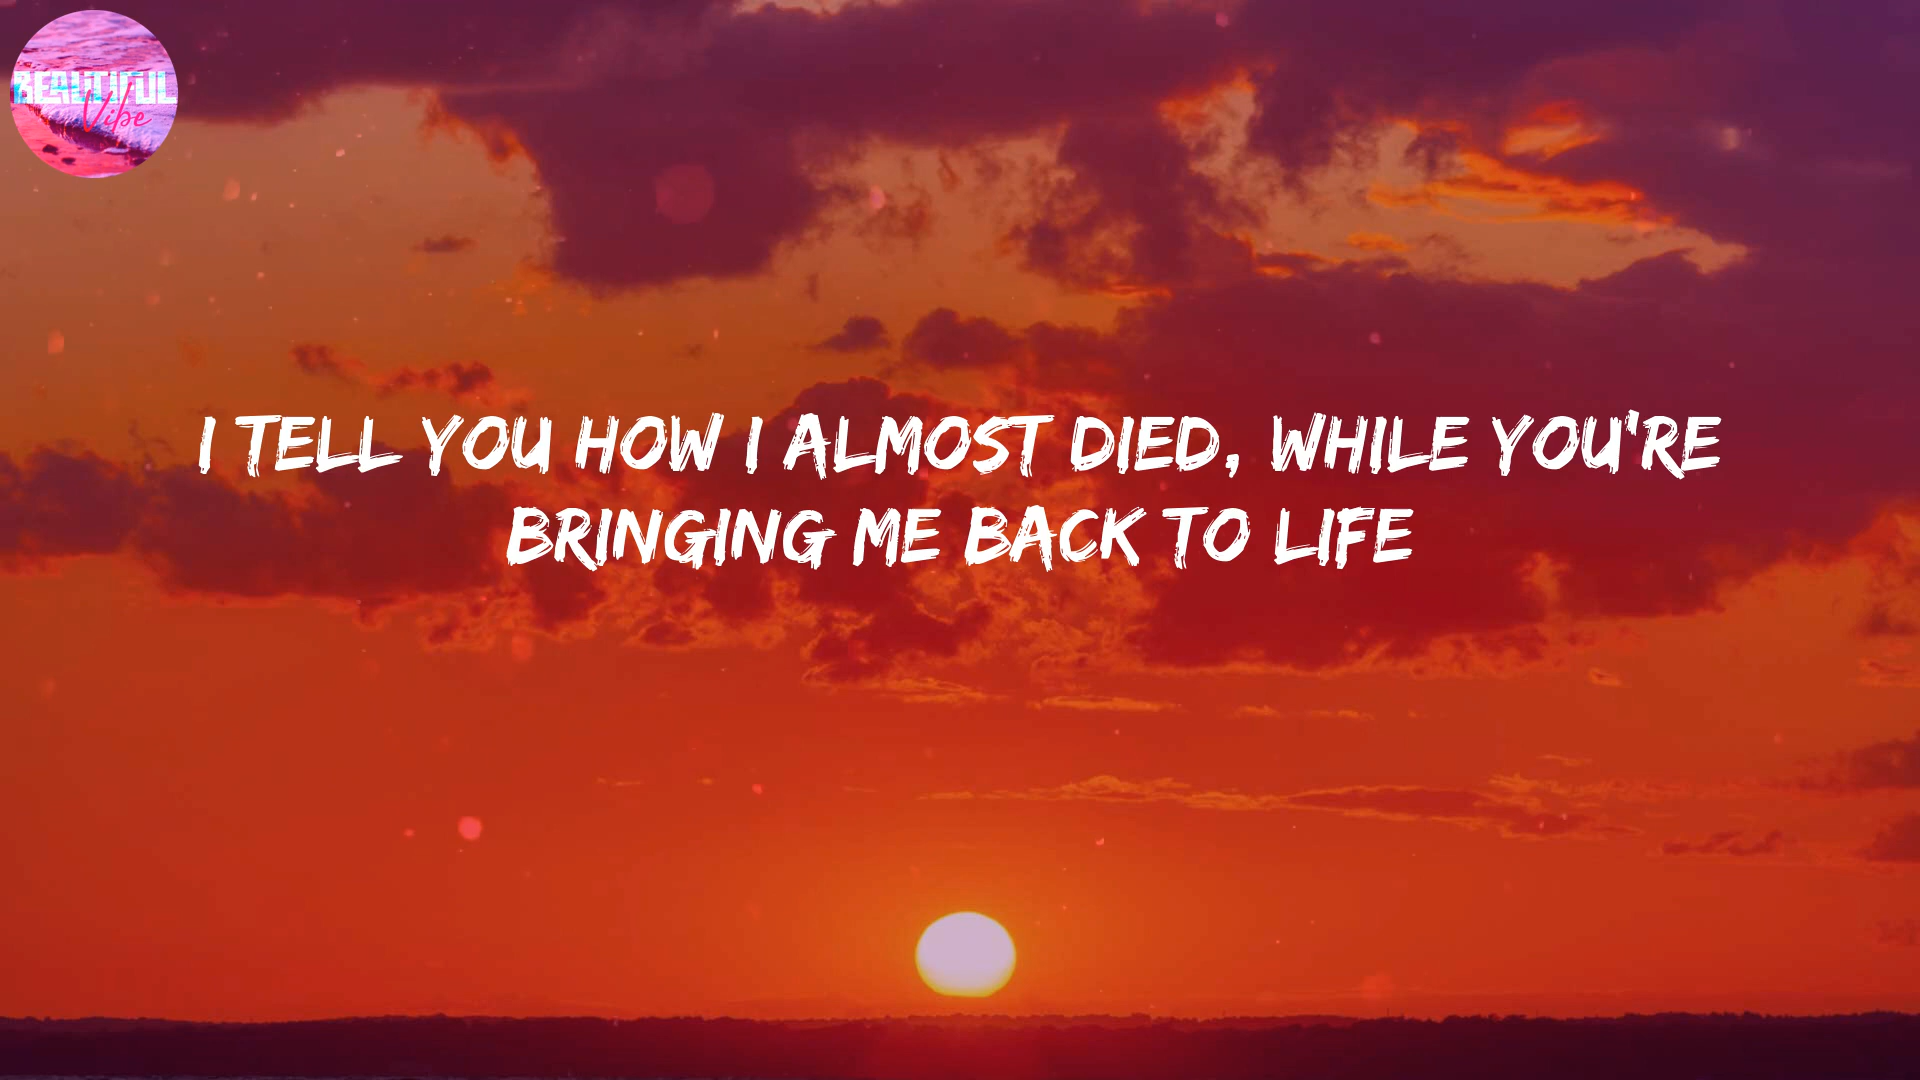 BEAUTIFUL
Vibe
I TELL YOU HOW I ALMOST DIED, WHILE YOU'RE
BRINGING ME BACK TO LIFE